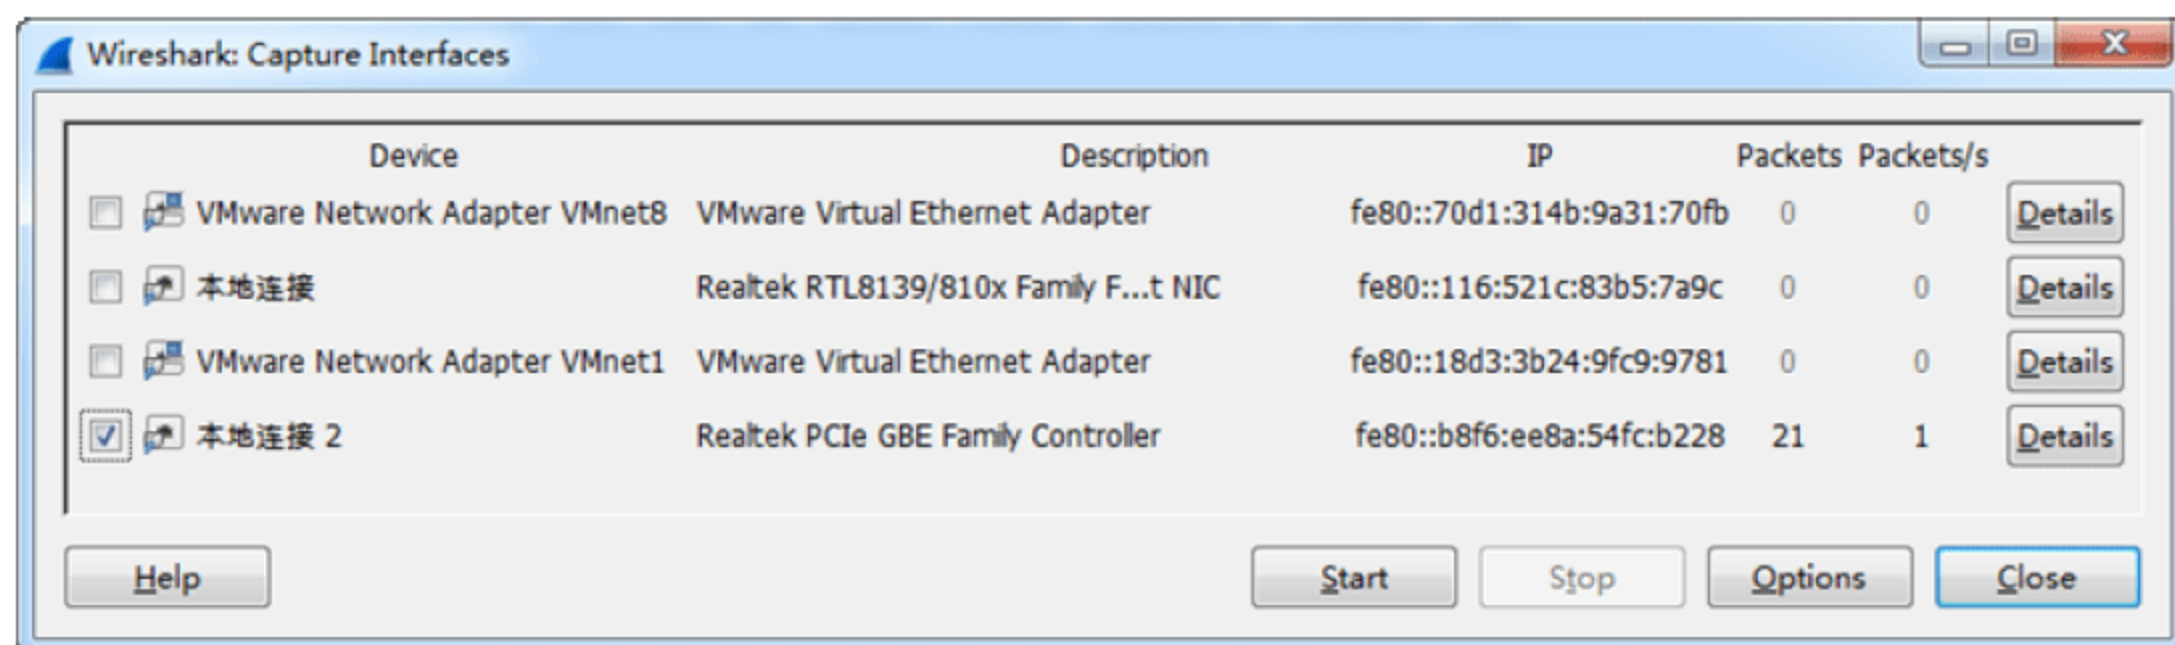 Wireshark: Capture Interfaces
Device Description IP Packets Packets/s
VMware Network Adapter VMnet8 VMware Virtual Ethernet Adapter fe80::70d1:314b:9a31:70fb 0 0 Details
本地连接 Realtek RTL8139/810x Family F...t NIC fe80::116:521c:83b5:7a9c 0 0 Details
VMware Network Adapter VMnet1 VMware Virtual Ethernet Adapter fe80::18d3:3b24:9fc9:9781 0 0 Details
本地连接 2 Realtek PCIe GBE Family Controller fe80::b8f6:ee8a:54fc:b228 21 1 Details
Help Start Stop Options Close